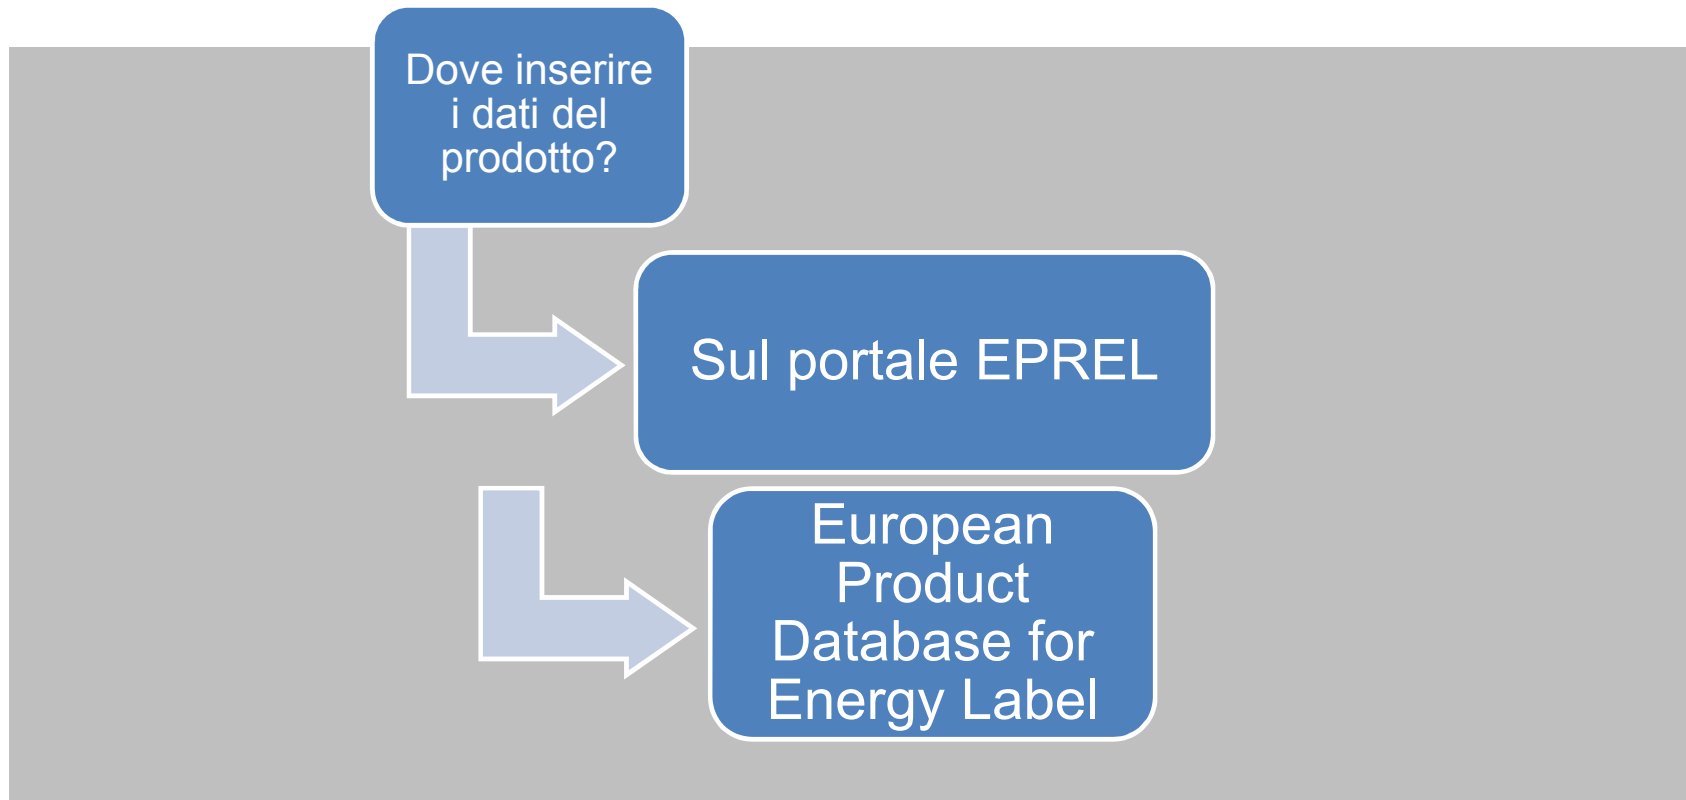 Dove inserire
i dati del
prodotto?
Sul portale EPREL
European
Product
Database for
Energy Label